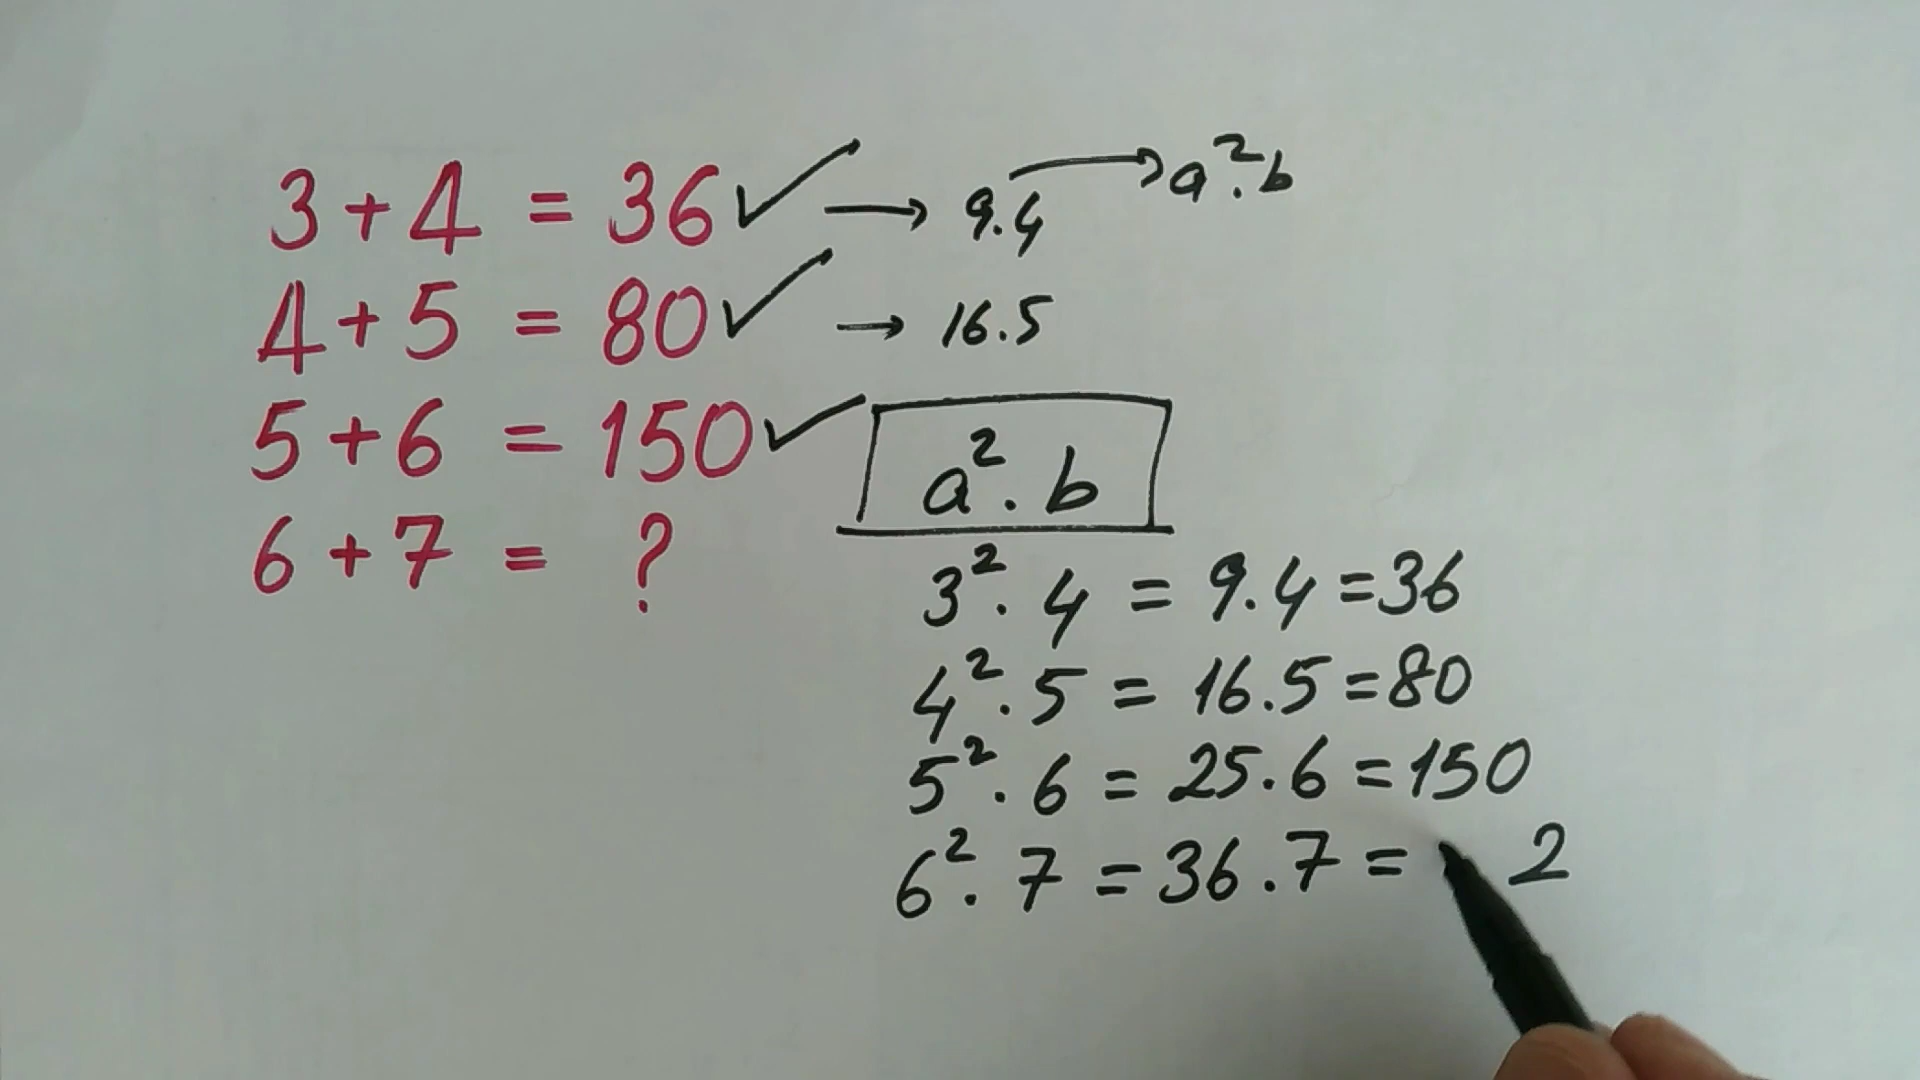 3 + 4 = 36 ✓ → 9.4 → a².b
4 + 5 = 80 ✓ → 16.5
5 + 6 = 150 ✓
a².b
6 + 7 = ?
3².4 = 9.4 = 36
4².5 = 16.5 = 80
5².6 = 25.6 = 150
6².7 = 36.7 = 2